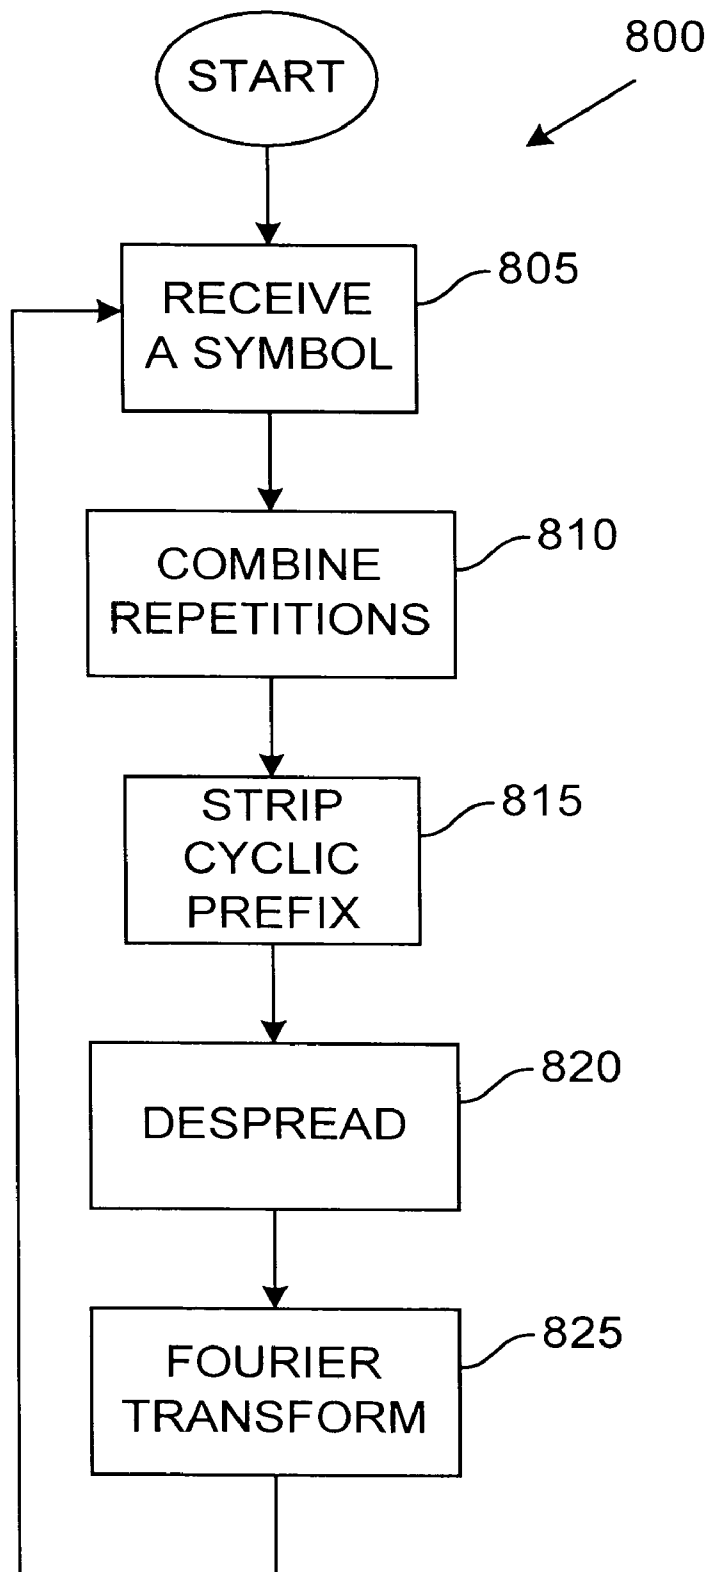 START
800
RECEIVE
A SYMBOL
805
COMBINE
REPETITIONS
810
STRIP
CYCLIC
PREFIX
815
DESPREAD
820
FOURIER
TRANSFORM
825